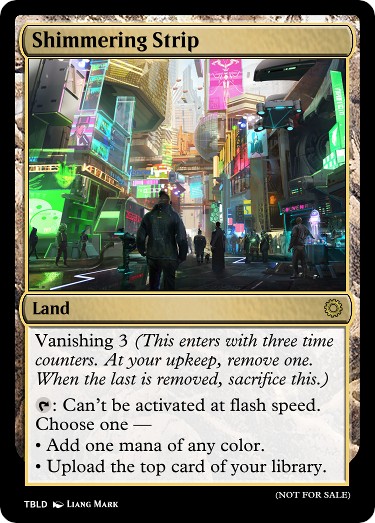 Shimmering Strip
Land
Vanishing 3 (This enters with three time
counters. At your upkeep, remove one.
When the last is removed, sacrifice this.)
: Can't be activated at flash speed.
Choose one —
• Add one mana of any color.
• Upload the top card of your library.
TBLD Liang Mark
(NOT FOR SALE)